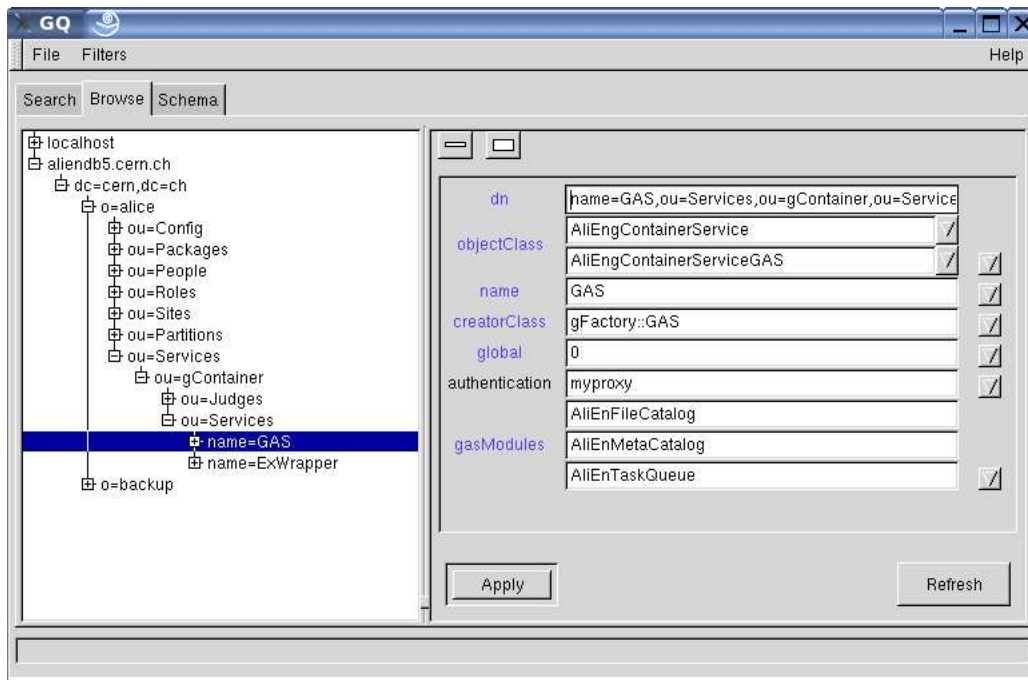 GQ
File Filters Help
Search Browse Schema
localhost
aliendb5.cern.ch
dc=cern,dc=ch
o=alice
ou=Config
ou=Packages
ou=People
ou=Roles
ou=Sites
ou=Partitions
ou=Services
ou=gContainer
ou=Judges
ou=Services
name=GAS
name=ExWrapper
o=backup
dn name=GAS,ou=Services,ou=gContainer,ou=Service
objectClass
AliEngContainerService
AliEngContainerServiceGAS
name GAS
creatorClass gFactory::GAS
global 0
authentication myproxy
gasModules
AliEnFileCatalog
AliEnMetaCatalog
AliEnTaskQueue
Apply Refresh